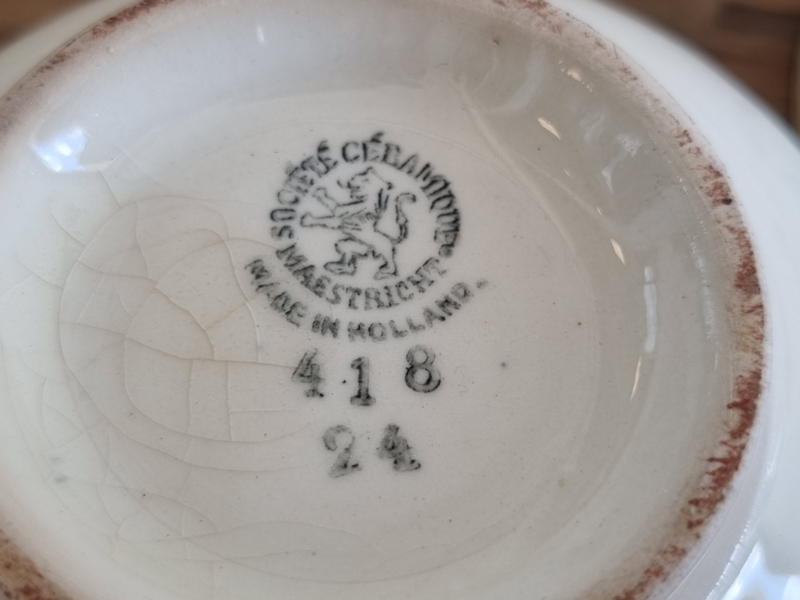 SOCIÉTÉ CÉRAMIQUE
MAESTRICHT
MADE IN HOLLAND
418
24